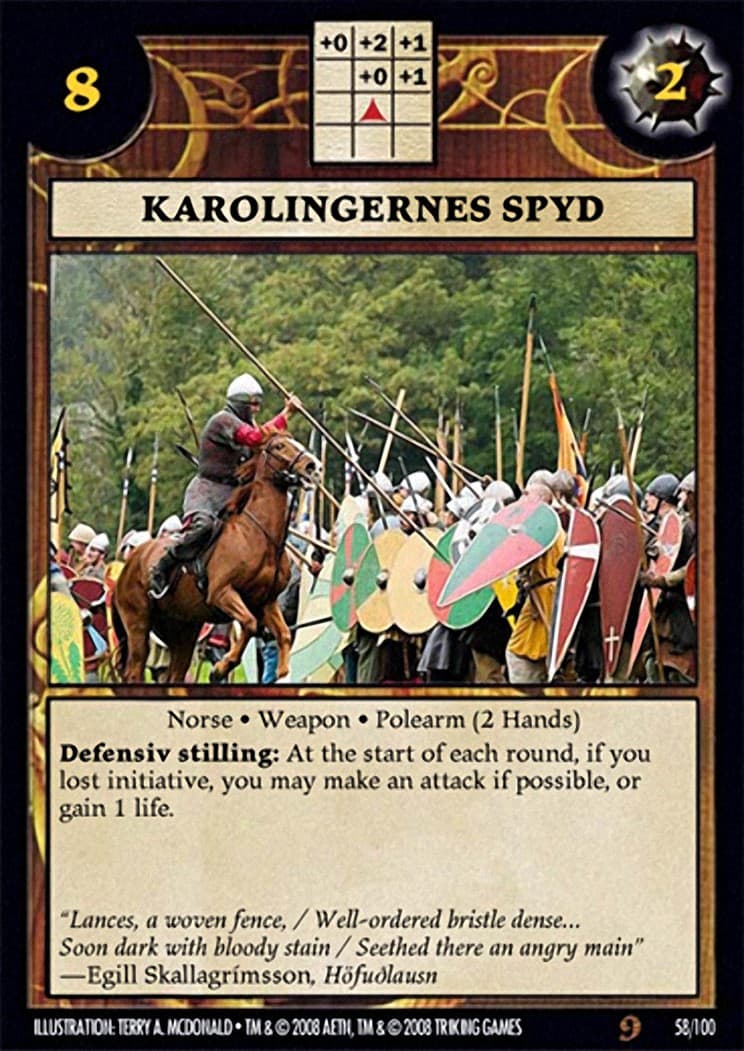 8
+0 +2 +1
+0 +1
2
KAROLINGERNES SPYD
Norse • Weapon • Polearm (2 Hands)
Defensiv stilling: At the start of each round, if you
lost initiative, you may make an attack if possible, or
gain 1 life.
“Lances, a woven fence, / Well-ordered bristle dense...
Soon dark with bloody stain / Seethed there an angry main”
—Egill Skallagrímsson, Höfuðlausn
ILLUSTRATION: TERRY A. MCDONALD • TM & © 2008 AETH, TM & © 2008 TRIKING GAMES
9
58/100